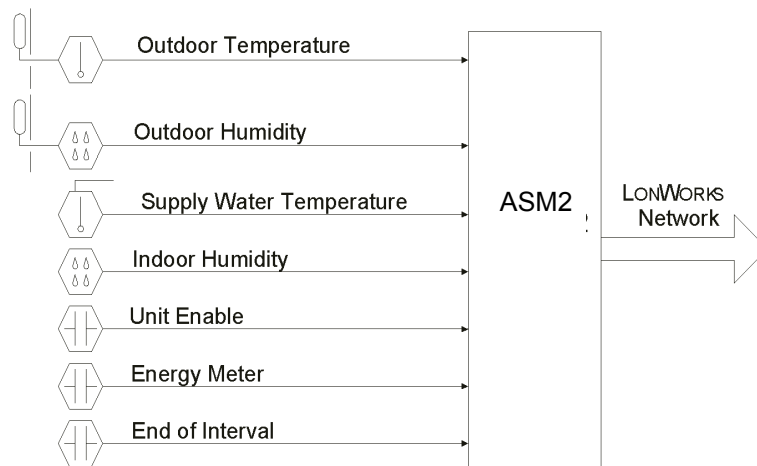 Outdoor Temperature
Outdoor Humidity
Supply Water Temperature
ASM2
LONWORKS
Network
Indoor Humidity
Unit Enable
Energy Meter
End of Interval